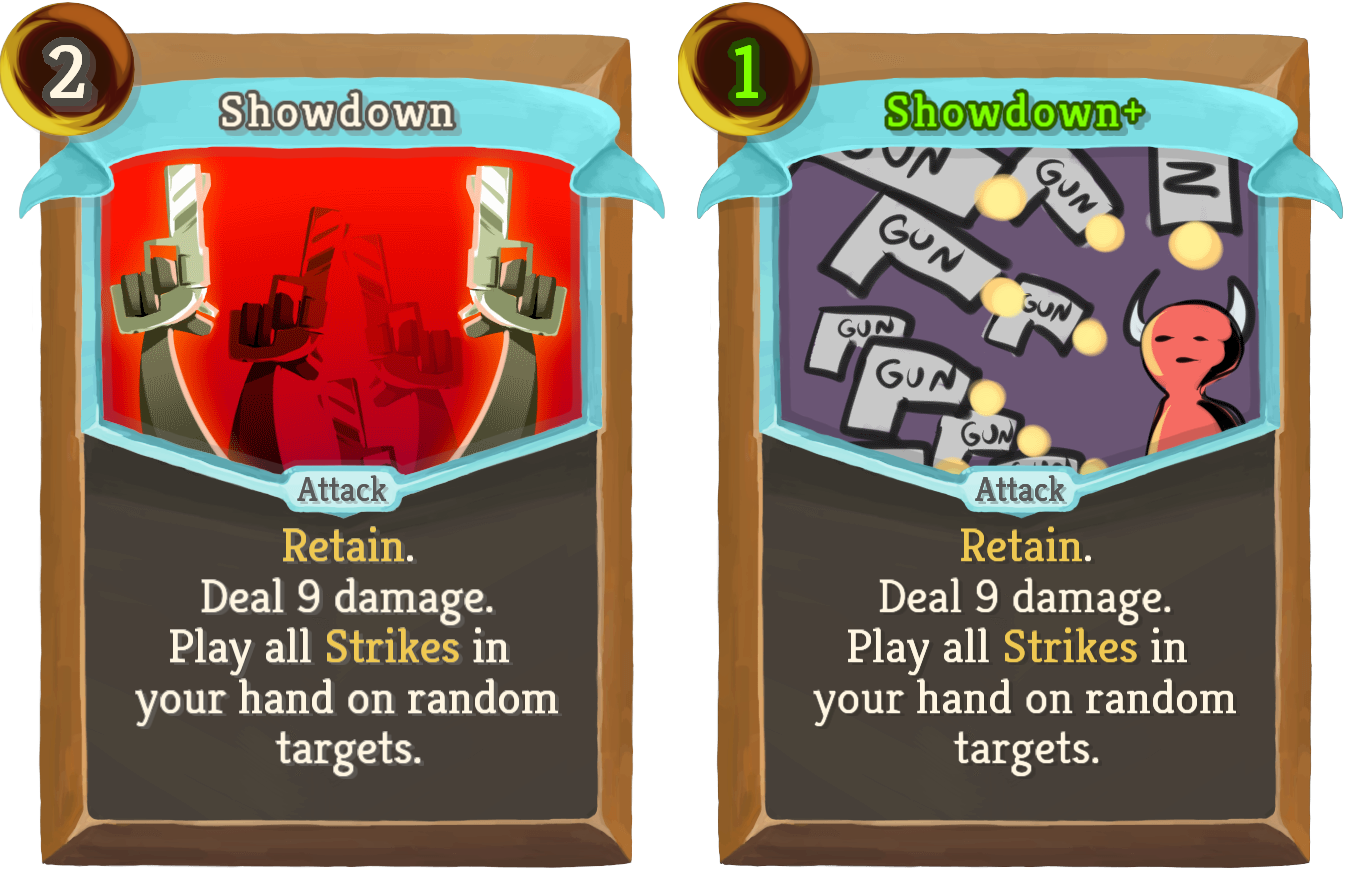 2
Showdown
Attack
Retain.
Deal 9 damage.
Play all Strikes in
your hand on random
targets.
1
Showdown+
GUN
GUN
N
GUN
GUN
GUN
GUN
GUN
Attack
Retain.
Deal 9 damage.
Play all Strikes in
your hand on random
targets.